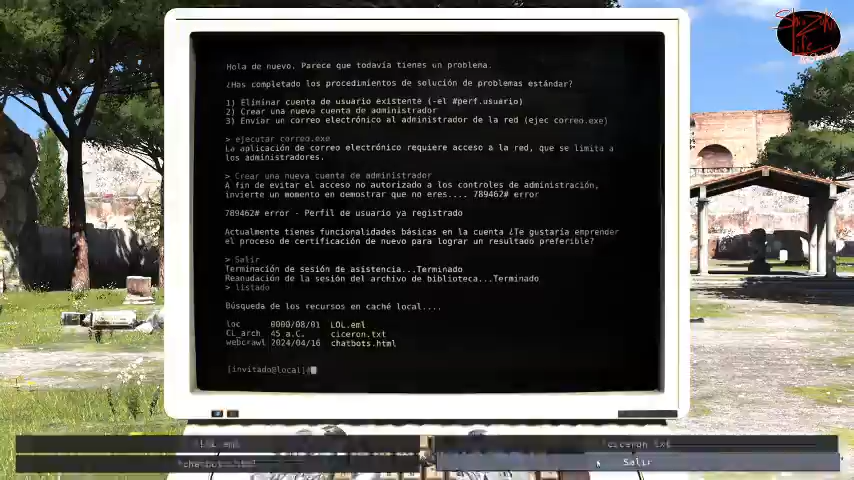 Hola de nuevo. Parece que todavía tienes un problema.
¿Has completado los procedimientos de solución de problemas estándar?
1) Eliminar cuenta de usuario existente (-el #perf.usuario)
2) Crear una nueva cuenta de administrador
3) Enviar un correo electrónico al administrador de la red (ejec correo.exe)
> ejecutar correo.exe
La aplicación de correo electrónico requiere acceso a la red, que se limita a
los administradores.
> Crear una nueva cuenta de administrador
A fin de evitar el acceso no autorizado a los controles de administración,
invierte un momento en demostrar que no eres.... 789462# error
789462# error - Perfil de usuario ya registrado
Actualmente tienes funcionalidades básicas en la cuenta ¿Te gustaría emprender
el proceso de certificación de nuevo para lograr un resultado preferible?
> Salir
Terminación de sesión de asistencia...Terminado
Reanudación de la sesión del archivo de biblioteca...Terminado
> listado
Búsqueda de los recursos en caché local....
loc 0000/08/01 LOL.eml
CL_arch 45 a.C. ciceron.txt
webcrawl 2024/04/16 chatbots.html
[invitado@local]#
LOL.eml
ciceron.txt
chatbots.html
Salir